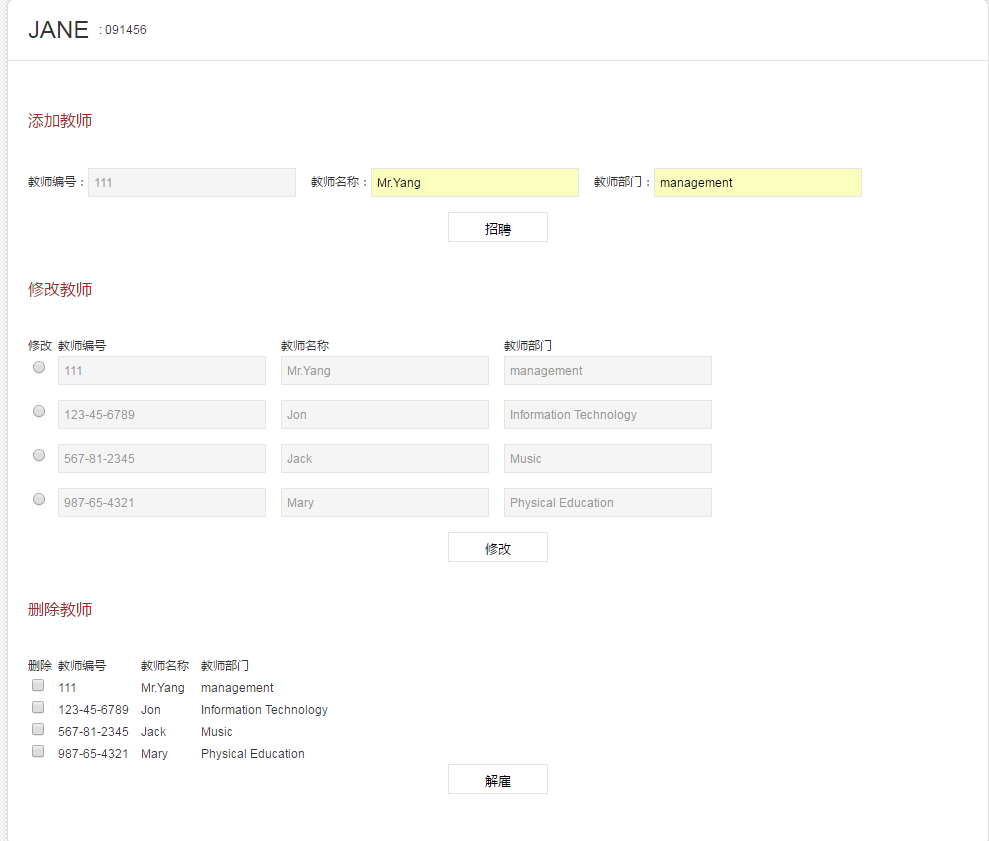 JANE : 091456
添加教师
教师编号： 111 教师名称： Mr.Yang 教师部门： management
招聘
修改教师
修改 教师编号 教师名称 教师部门
111 Mr.Yang management
123-45-6789 Jon Information Technology
567-81-2345 Jack Music
987-65-4321 Mary Physical Education
修改
删除教师
删除 教师编号 教师名称 教师部门
111 Mr.Yang management
123-45-6789 Jon Information Technology
567-81-2345 Jack Music
987-65-4321 Mary Physical Education
解雇